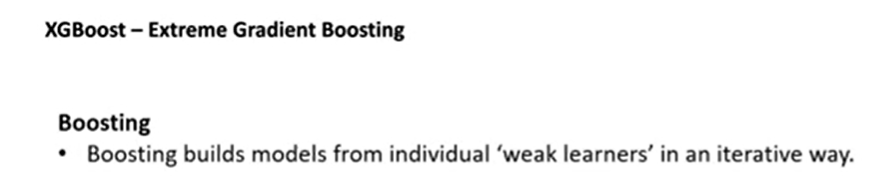 XGBoost – Extreme Gradient Boosting
Boosting
• Boosting builds models from individual ‘weak learners’ in an iterative way.